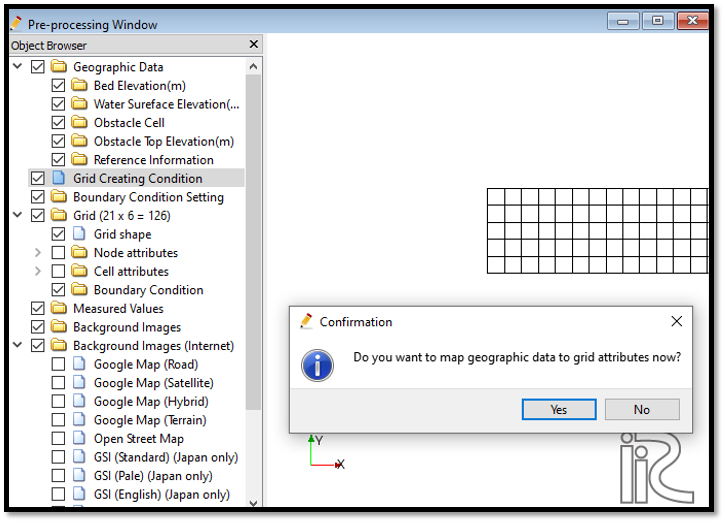 Pre-processing Window
Object Browser
Geographic Data
Bed Elevation(m)
Water Sureface Elevation(...
Obstacle Cell
Obstacle Top Elevation(m)
Reference Information
Grid Creating Condition
Boundary Condition Setting
Grid (21 x 6 = 126)
Grid shape
Node attributes
Cell attributes
Boundary Condition
Measured Values
Background Images
Background Images (Internet)
Google Map (Road)
Google Map (Satellite)
Google Map (Hybrid)
Google Map (Terrain)
Open Street Map
GSI (Standard) (Japan only)
GSI (Pale) (Japan only)
GSI (English) (Japan only)
Confirmation
Do you want to map geographic data to grid attributes now?
Yes No
Y
X
iRIC